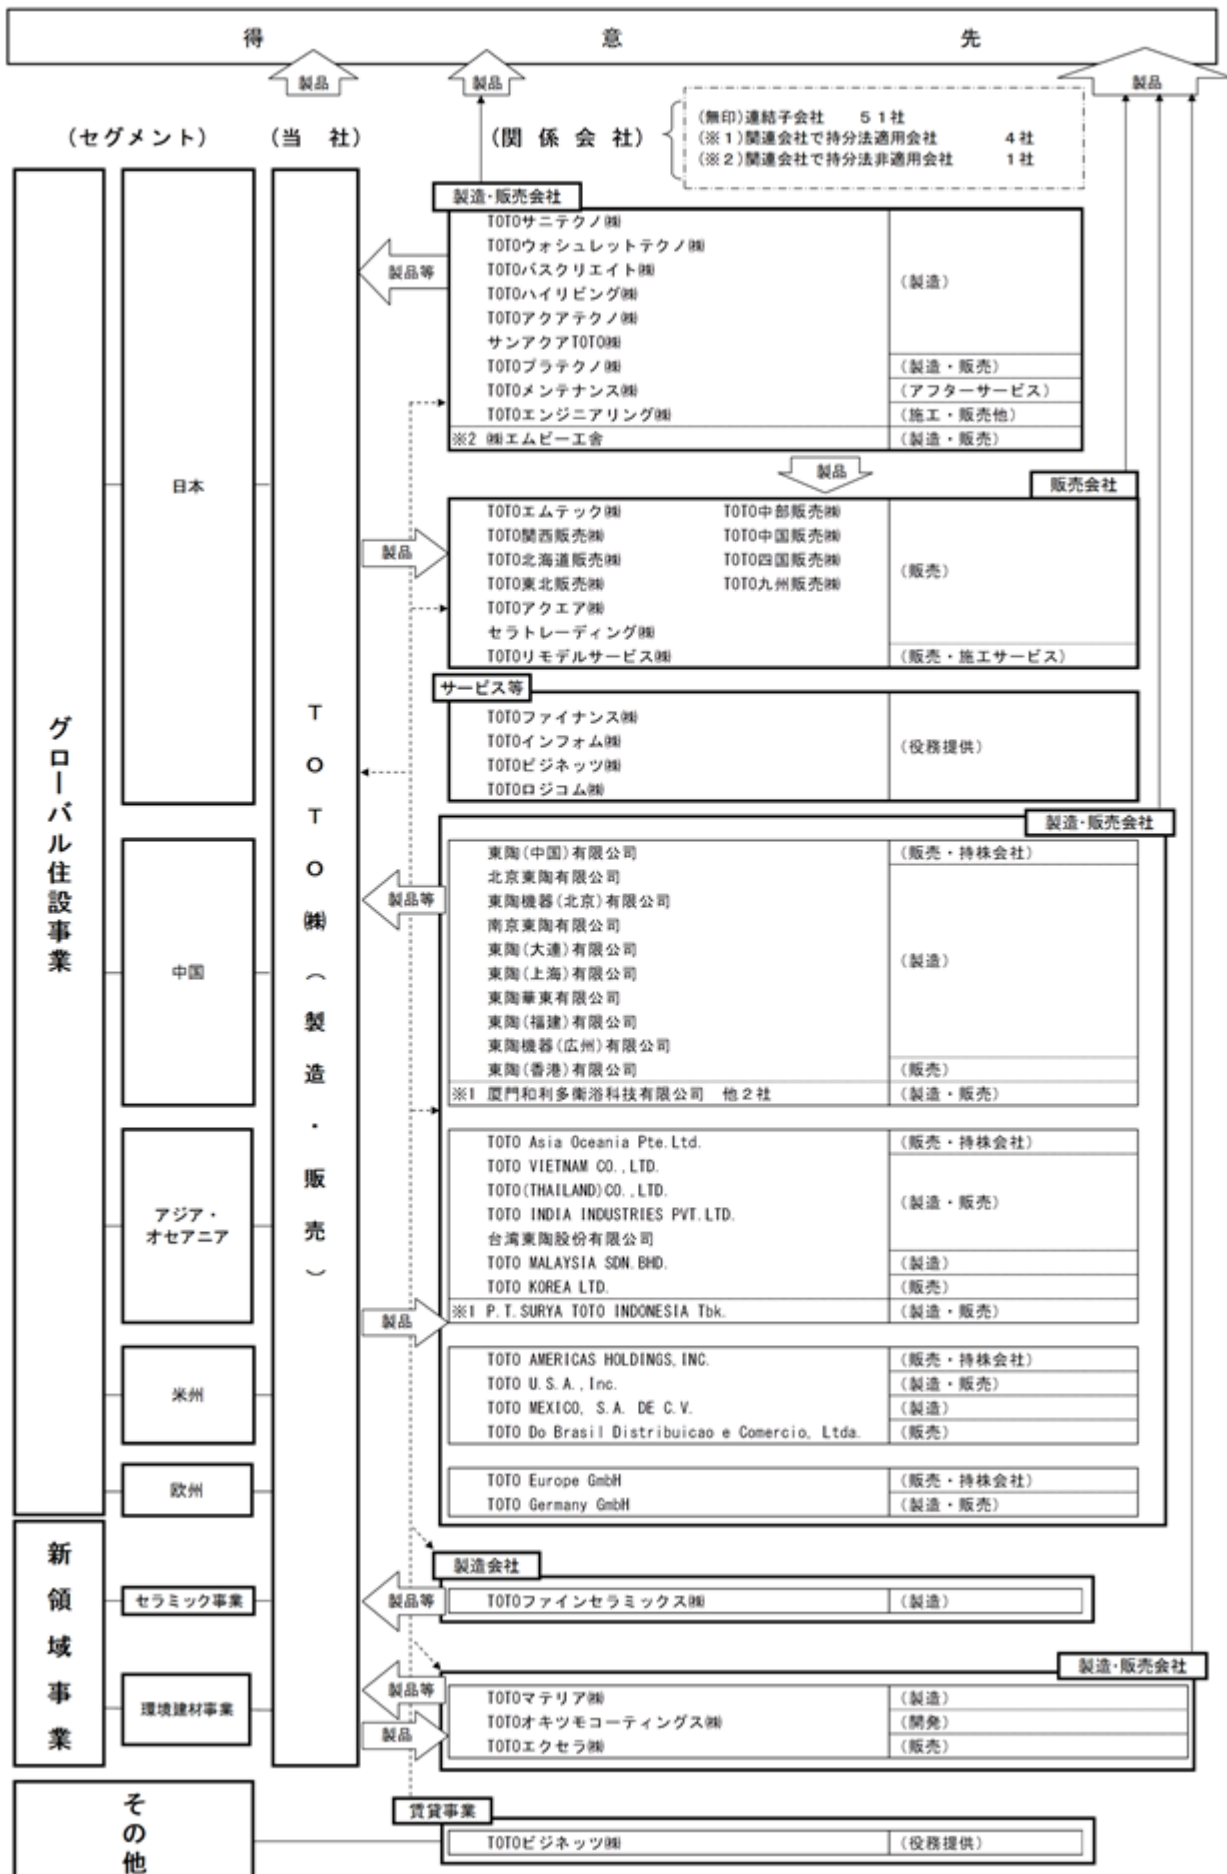 得意先
製品 製品 製品
(セグメント) (当社) (関係会社)
(無印)連結子会社 51社
(※1)関連会社で持分法適用会社 4社
(※2)関連会社で持分法非適用会社 1社
グローバル住設事業
日本
TOTO㈱(製造・販売)
製造・販売会社
製品等
TOTOサニテクノ㈱
TOTOウォシュレットテクノ㈱
TOTOバスクリエイト㈱
TOTOハイリビング㈱
TOTOアクアテクノ㈱
サンアクアTOTO㈱
(製造)
TOTOプラテクノ㈱ (製造・販売)
TOTOメンテナンス㈱ (アフターサービス)
TOTOエンジニアリング㈱ (施工・販売他)
※2 ㈱エムビー工舎 (製造・販売)
製品
販売会社
製品
TOTOエムテック㈱ TOTO中部販売㈱
TOTO関西販売㈱ TOTO中国販売㈱
TOTO北海道販売㈱ TOTO四国販売㈱
TOTO東北販売㈱ TOTO九州販売㈱
TOTOアクエア㈱
セラトレーディング㈱
(販売)
TOTOリモデルサービス㈱ (販売・施工サービス)
サービス等
TOTOファイナンス㈱
TOTOインフォム㈱
TOTOビジネッツ㈱
TOTOロジコム㈱
(役務提供)
製造・販売会社
中国
製品等
東陶(中国)有限公司 (販売・持株会社)
北京東陶有限公司
東陶機器(北京)有限公司
南京東陶有限公司
東陶(大連)有限公司
東陶(上海)有限公司
東陶華東有限公司
東陶(福建)有限公司
東陶機器(広州)有限公司
(製造)
東陶(香港)有限公司 (販売)
※1 厦門和利多衛浴科技有限公司 他2社 (製造・販売)
アジア・
オセアニア
TOTO Asia Oceania Pte.Ltd. (販売・持株会社)
TOTO VIETNAM CO.,LTD.
TOTO(THAILAND)CO.,LTD.
TOTO INDIA INDUSTRIES PVT.LTD.
台湾東陶股份有限公司
(製造・販売)
TOTO MALAYSIA SDN.BHD. (製造)
TOTO KOREA LTD. (販売)
※1 P.T.SURYA TOTO INDONESIA Tbk. (製造・販売)
製品
米州
TOTO AMERICAS HOLDINGS,INC. (販売・持株会社)
TOTO U.S.A.,Inc. (製造・販売)
TOTO MEXICO, S.A. DE C.V. (製造)
TOTO Do Brasil Distribuicao e Comercio, Ltda. (販売)
欧州
TOTO Europe GmbH (販売・持株会社)
TOTO Germany GmbH (製造・販売)
新領域事業
製造会社
セラミック事業
製品等
TOTOファインセラミックス㈱ (製造)
製造・販売会社
環境建材事業
製品等
製品
TOTOマテリア㈱ (製造)
TOTOオキツモコーティングス㈱ (開発)
TOTOエクセラ㈱ (販売)
その他
賃貸事業
TOTOビジネッツ㈱ (役務提供)